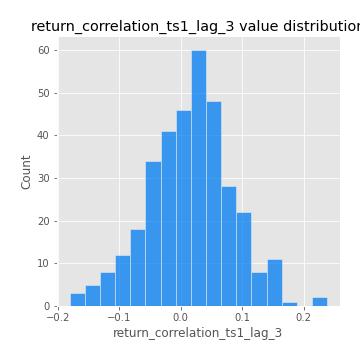 return_correlation_ts1_lag_3 value distribution
60
50
40
30
20
10
0
Count
−0.2 −0.1 0.0 0.1 0.2
return_correlation_ts1_lag_3